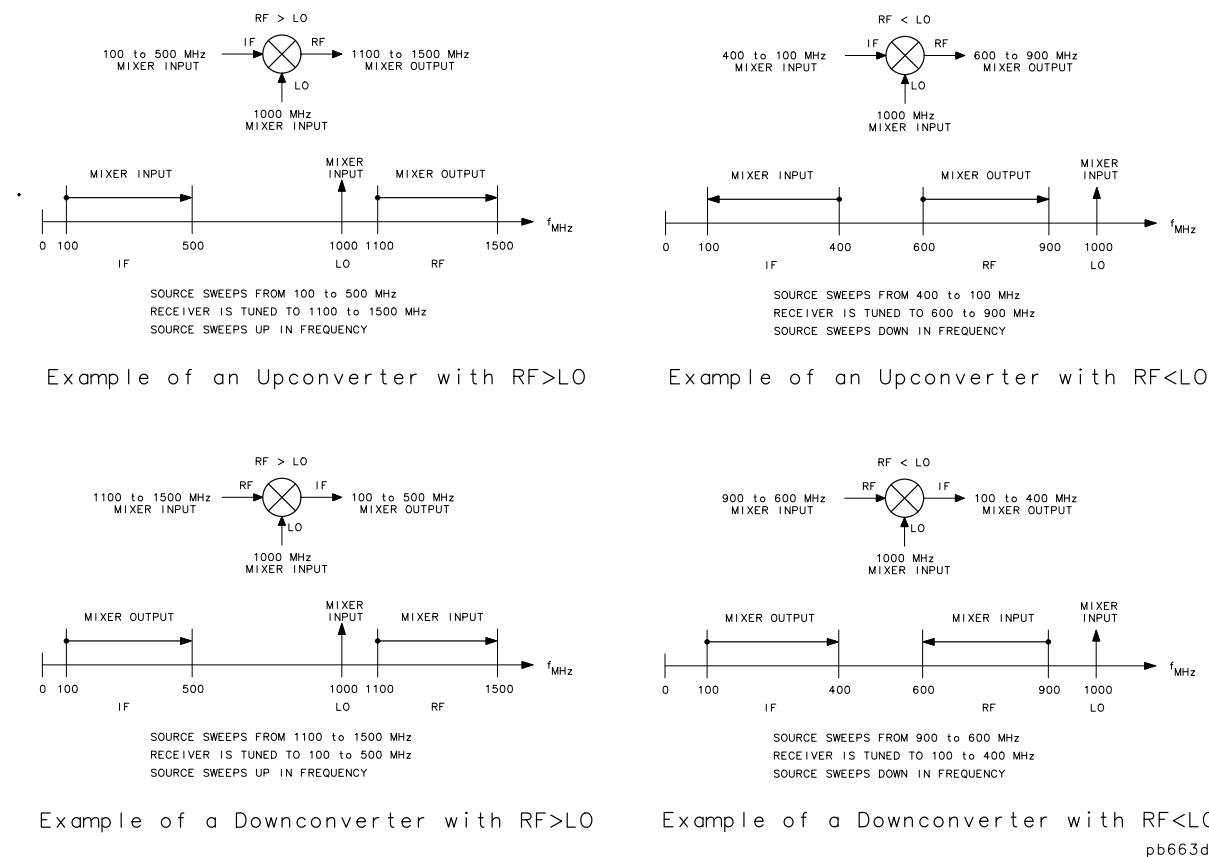 RF > LO
IF
RF
100 to 500 MHz
MIXER INPUT
1100 to 1500 MHz
MIXER OUTPUT
LO
1000 MHz
MIXER INPUT
MIXER INPUT
MIXER
INPUT
MIXER OUTPUT
fMHz
0 100 500 1000 1100 1500
IF LO RF
SOURCE SWEEPS FROM 100 to 500 MHz
RECEIVER IS TUNED TO 1100 to 1500 MHz
SOURCE SWEEPS UP IN FREQUENCY
Example of an Upconverter with RF>LO
RF < LO
IF
RF
400 to 100 MHz
MIXER INPUT
600 to 900 MHz
MIXER OUTPUT
LO
1000 MHz
MIXER INPUT
MIXER INPUT
MIXER OUTPUT
MIXER
INPUT
fMHz
0 100 400 600 900 1000
IF RF LO
SOURCE SWEEPS FROM 400 to 100 MHz
RECEIVER IS TUNED TO 600 to 900 MHz
SOURCE SWEEPS DOWN IN FREQUENCY
Example of an Upconverter with RF<LO
RF > LO
RF
IF
1100 to 1500 MHz
MIXER INPUT
100 to 500 MHz
MIXER OUTPUT
LO
1000 MHz
MIXER INPUT
MIXER OUTPUT
MIXER
INPUT
MIXER INPUT
fMHz
0 100 500 1000 1100 1500
IF LO RF
SOURCE SWEEPS FROM 1100 to 1500 MHz
RECEIVER IS TUNED TO 100 to 500 MHz
SOURCE SWEEPS UP IN FREQUENCY
Example of a Downconverter with RF>LO
RF < LO
RF
IF
900 to 600 MHz
MIXER INPUT
100 to 400 MHz
MIXER OUTPUT
LO
1000 MHz
MIXER INPUT
MIXER OUTPUT
MIXER INPUT
MIXER
INPUT
fMHz
0 100 400 600 900 1000
IF RF LO
SOURCE SWEEPS FROM 900 to 600 MHz
RECEIVER IS TUNED TO 100 to 400 MHz
SOURCE SWEEPS DOWN IN FREQUENCY
Example of a Downconverter with RF<LO
pb663d